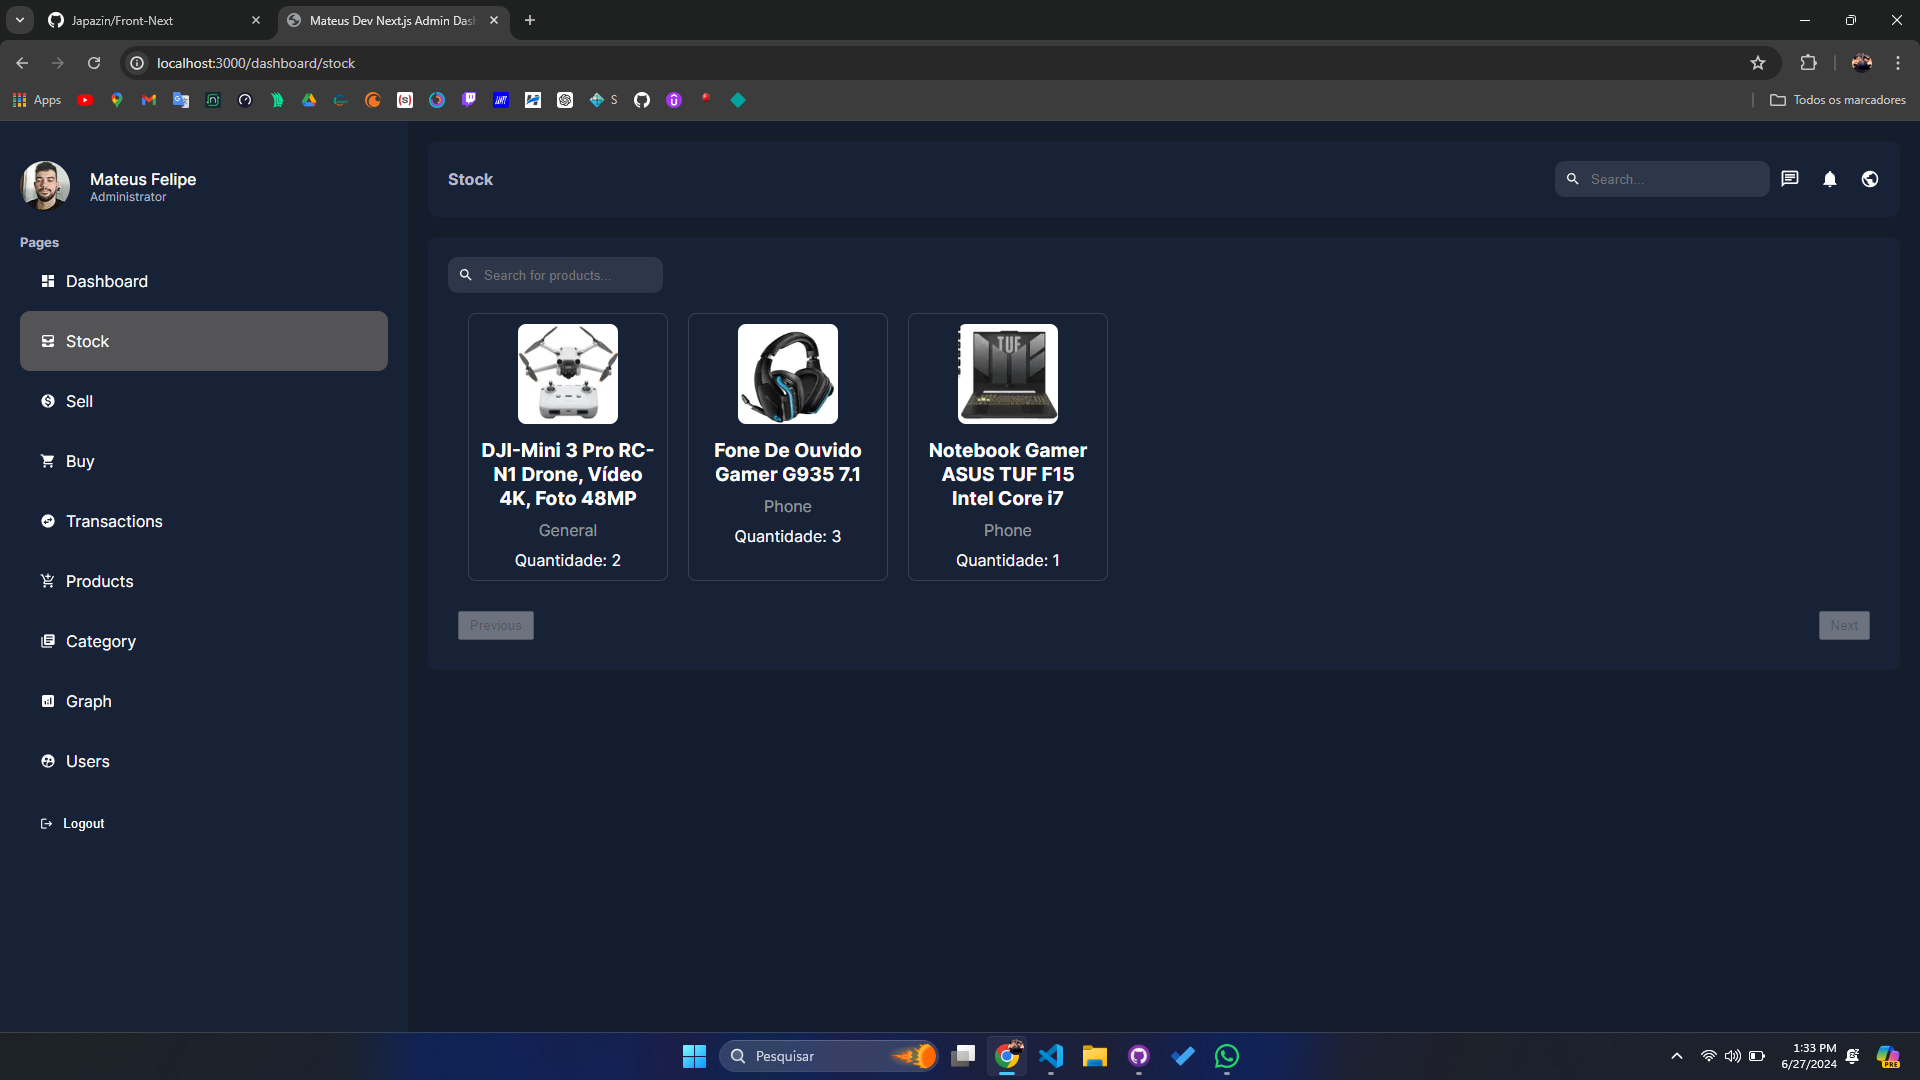 Japazin/Front-Next
Mateus Dev Next.js Admin Das
localhost:3000/dashboard/stock
Apps
S
Todos os marcadores
Mateus Felipe
Administrator
Pages
Dashboard
Stock
Sell
Buy
Transactions
Products
Category
Graph
Users
Logout
Stock
Search...
Search for products...
DJI-Mini 3 Pro RC-
N1 Drone, Vídeo
4K, Foto 48MP
General
Quantidade: 2
Fone De Ouvido
Gamer G935 7.1
Phone
Quantidade: 3
TUF
Notebook Gamer
ASUS TUF F15
Intel Core i7
Phone
Quantidade: 1
Previous
Next
Pesquisar
1:33 PM
6/27/2024
PRE